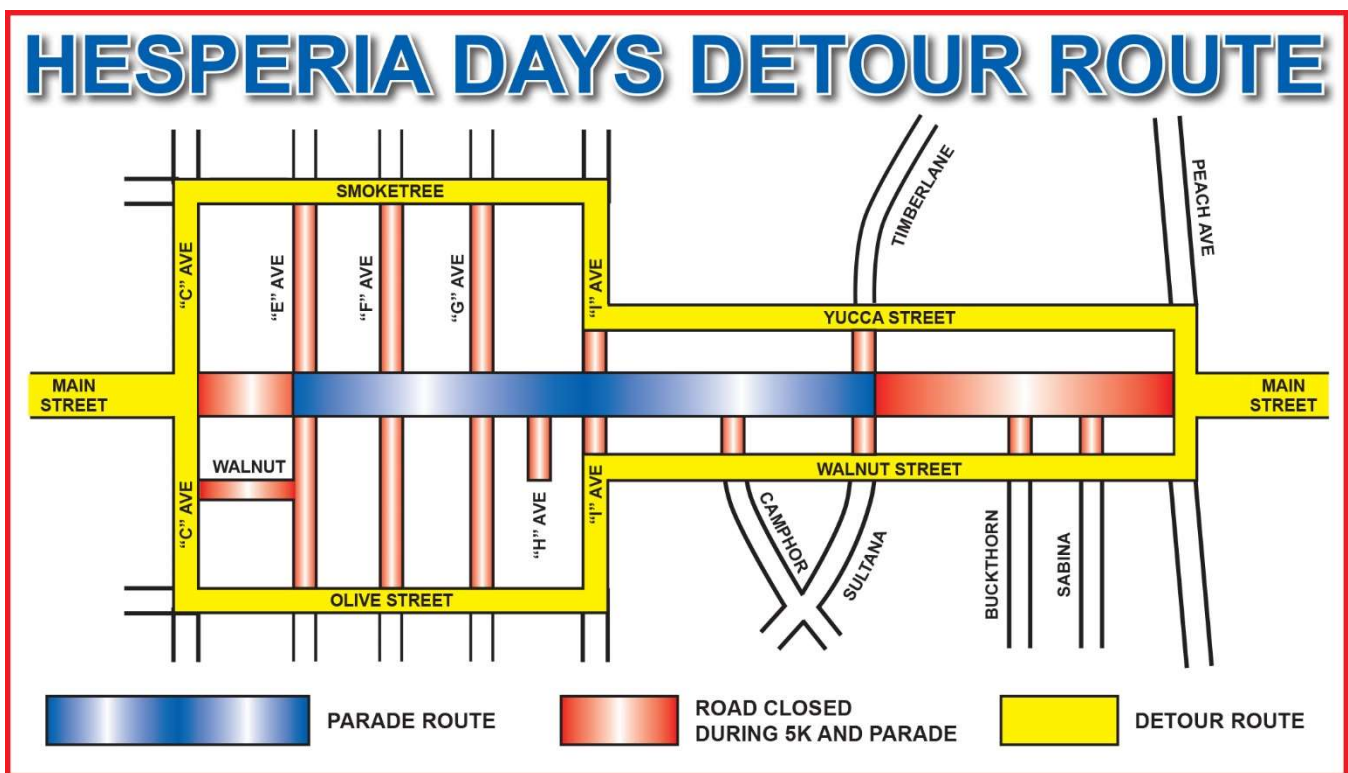 HESPERIA DAYS DETOUR ROUTE
SMOKETREE
TIMBERLANE
PEACH AVE
"C" AVE
"E" AVE
"F" AVE
"G" AVE
"I" AVE
YUCCA STREET
MAIN
STREET
MAIN
STREET
WALNUT
WALNUT STREET
"C" AVE
"H" AVE
"I" AVE
CAMPHOR
SULTANA
BUCKTHORN
SABINA
OLIVE STREET
PARADE ROUTE
ROAD CLOSED
DURING 5K AND PARADE
DETOUR ROUTE